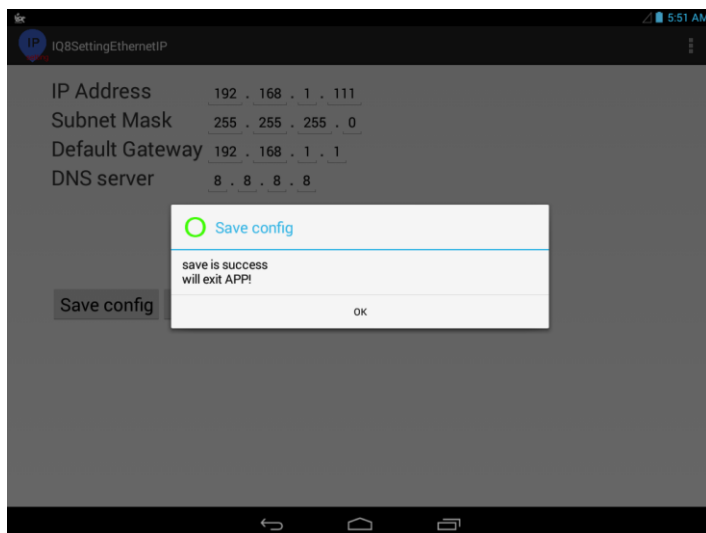 5:51 AM
IP IQ8SettingEthernetIP
IP Address 192 . 168 . 1 . 111
Subnet Mask 255 . 255 . 255 . 0
Default Gateway 192 . 168 . 1 . 1
DNS server 8 . 8 . 8 . 8
Save config
save is success
will exit APP!
Save config
OK